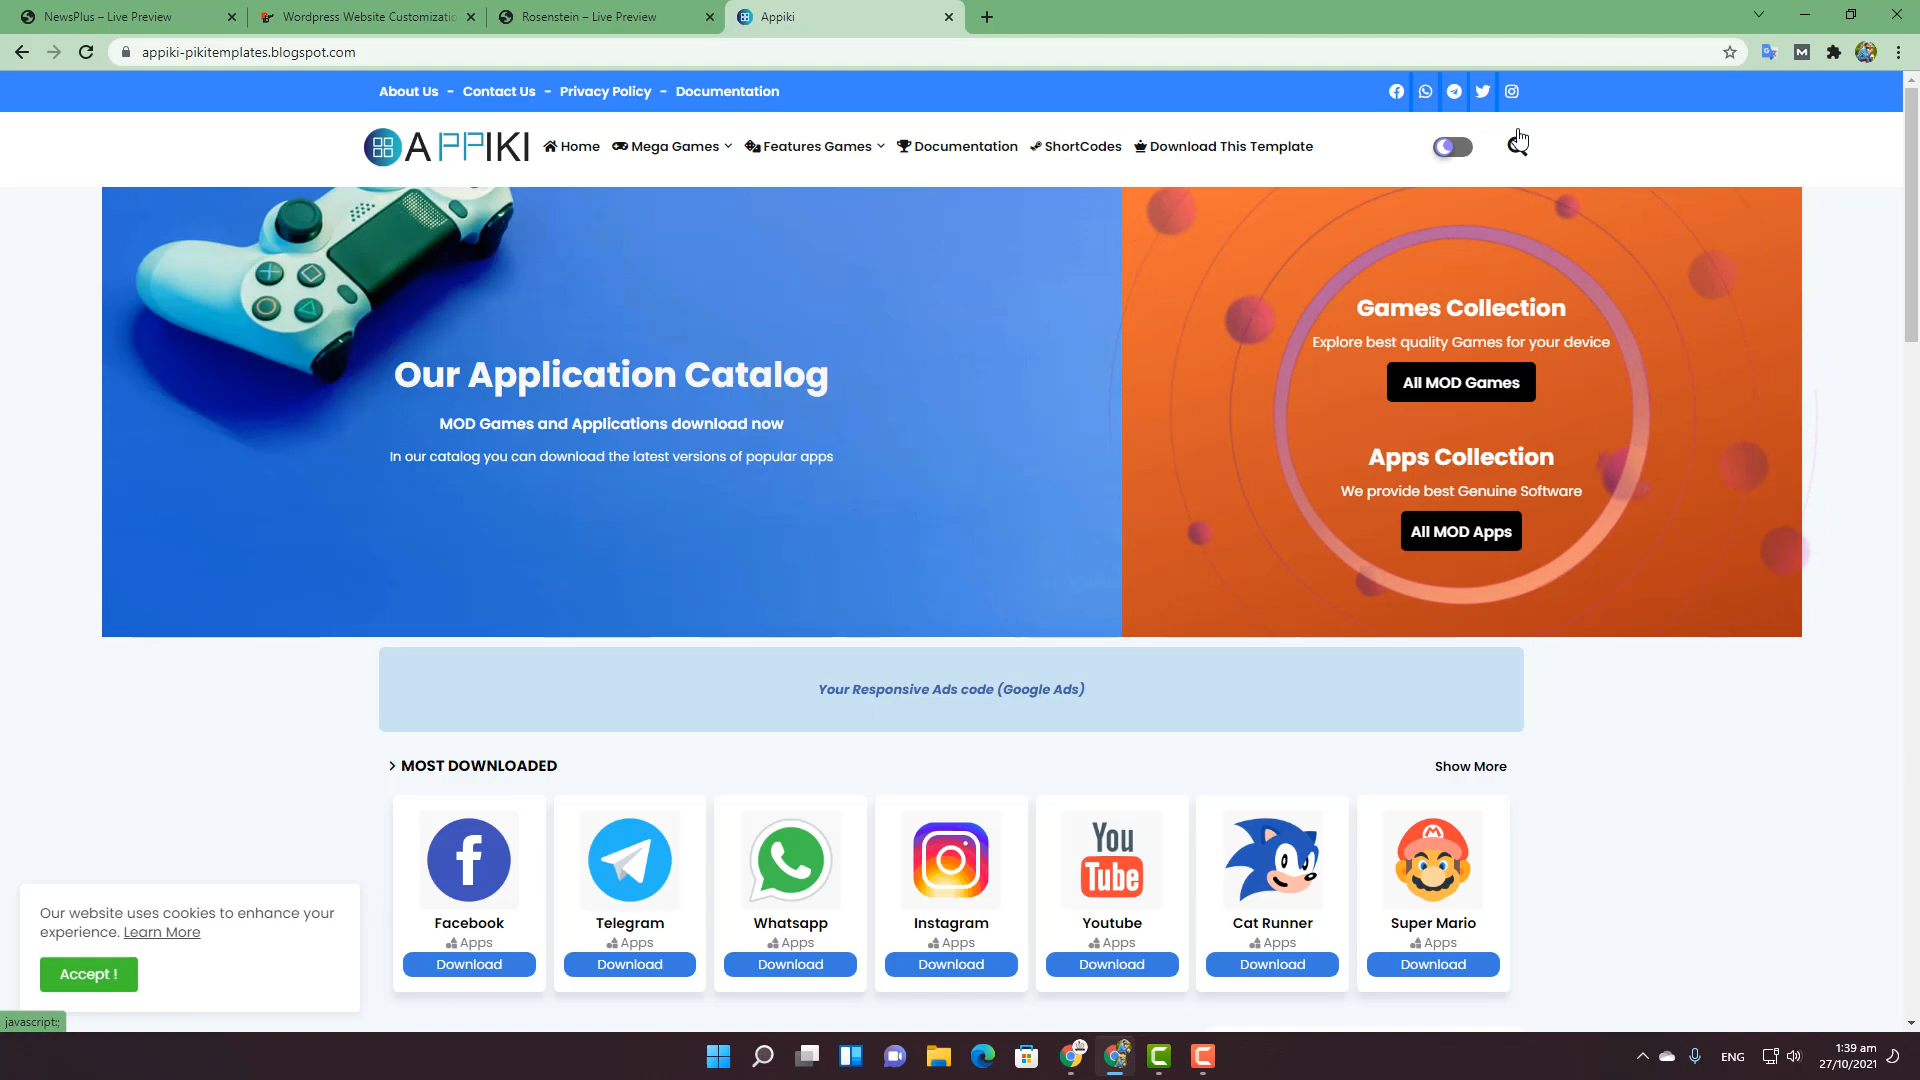 NewsPlus – Live Preview
Wordpress Website Customizatio
Rosenstein – Live Preview
Appiki
appiki-pikitemplates.blogspot.com
About Us - Contact Us - Privacy Policy - Documentation
APPIKI
Home
Mega Games
Features Games
Documentation
ShortCodes
Download This Template
Our Application Catalog
MOD Games and Applications download now
In our catalog you can download the latest versions of popular apps
Games Collection
Explore best quality Games for your device
All MOD Games
Apps Collection
We provide best Genuine Software
All MOD Apps
Your Responsive Ads code (Google Ads)
MOST DOWNLOADED
Show More
You
Tube
Facebook
Telegram
Whatsapp
Instagram
Youtube
Cat Runner
Super Mario
Apps
Apps
Apps
Apps
Apps
Apps
Apps
Download
Download
Download
Download
Download
Download
Download
Our website uses cookies to enhance your
experience. Learn More
Accept !
javascript:;
ENG
1:39 am
27/10/2021